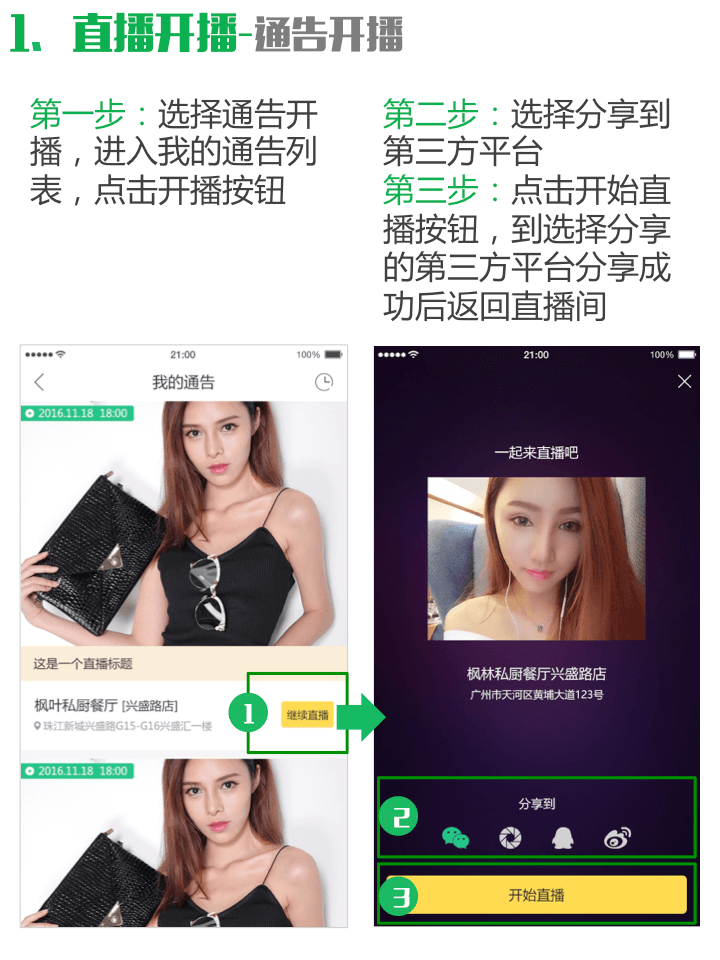 1、直播开播-通告开播
第一步：选择通告开
播，进入我的通告列
表，点击开播按钮
第二步：选择分享到
第三方平台
第三步：点击开始直
播按钮，到选择分享
的第三方平台分享成
功后返回直播间
21:00
100%
我的通告
2016.11.18 18:00
这是一个直播标题
枫叶私厨餐厅 [兴盛路店]
珠江新城兴盛路G15-G16兴盛汇一楼
1
继续直播
2016.11.18 18:00
21:00
100%
一起来直播吧
枫林私厨餐厅兴盛路店
广州市天河区黄埔大道123号
分享到
2
3
开始直播